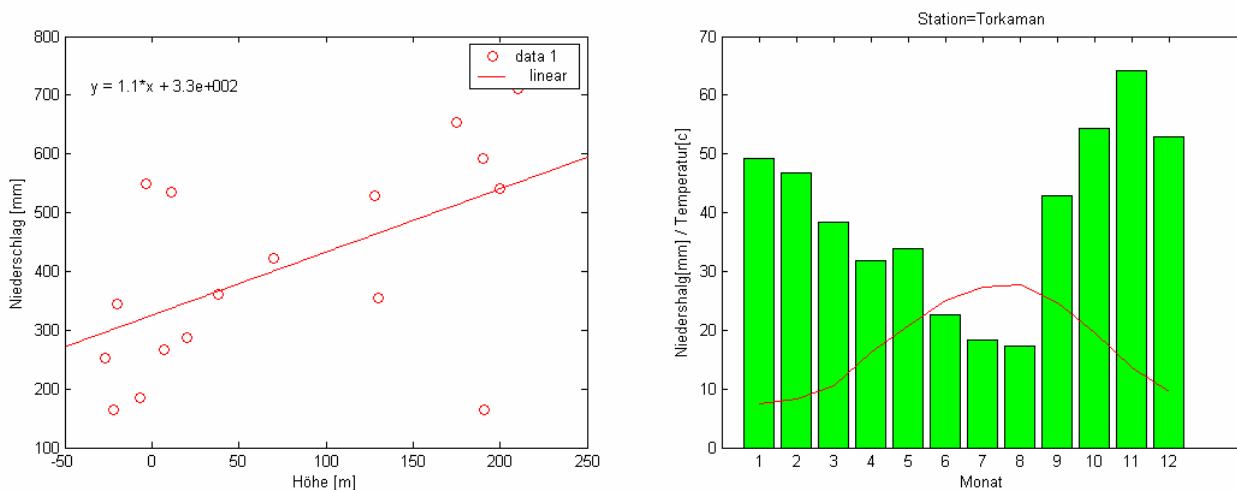 800
700
600
500
400
300
200
100
-50 0 50 100 150 200 250
Niederschlag [mm]
Höhe [m]
y = 1.1*x + 3.3e+002
data 1
linear
Station=Torkaman
70
60
50
40
30
20
10
0
1 2 3 4 5 6 7 8 9 10 11 12
Niedershalg[mm] / Temperatur[c]
Monat